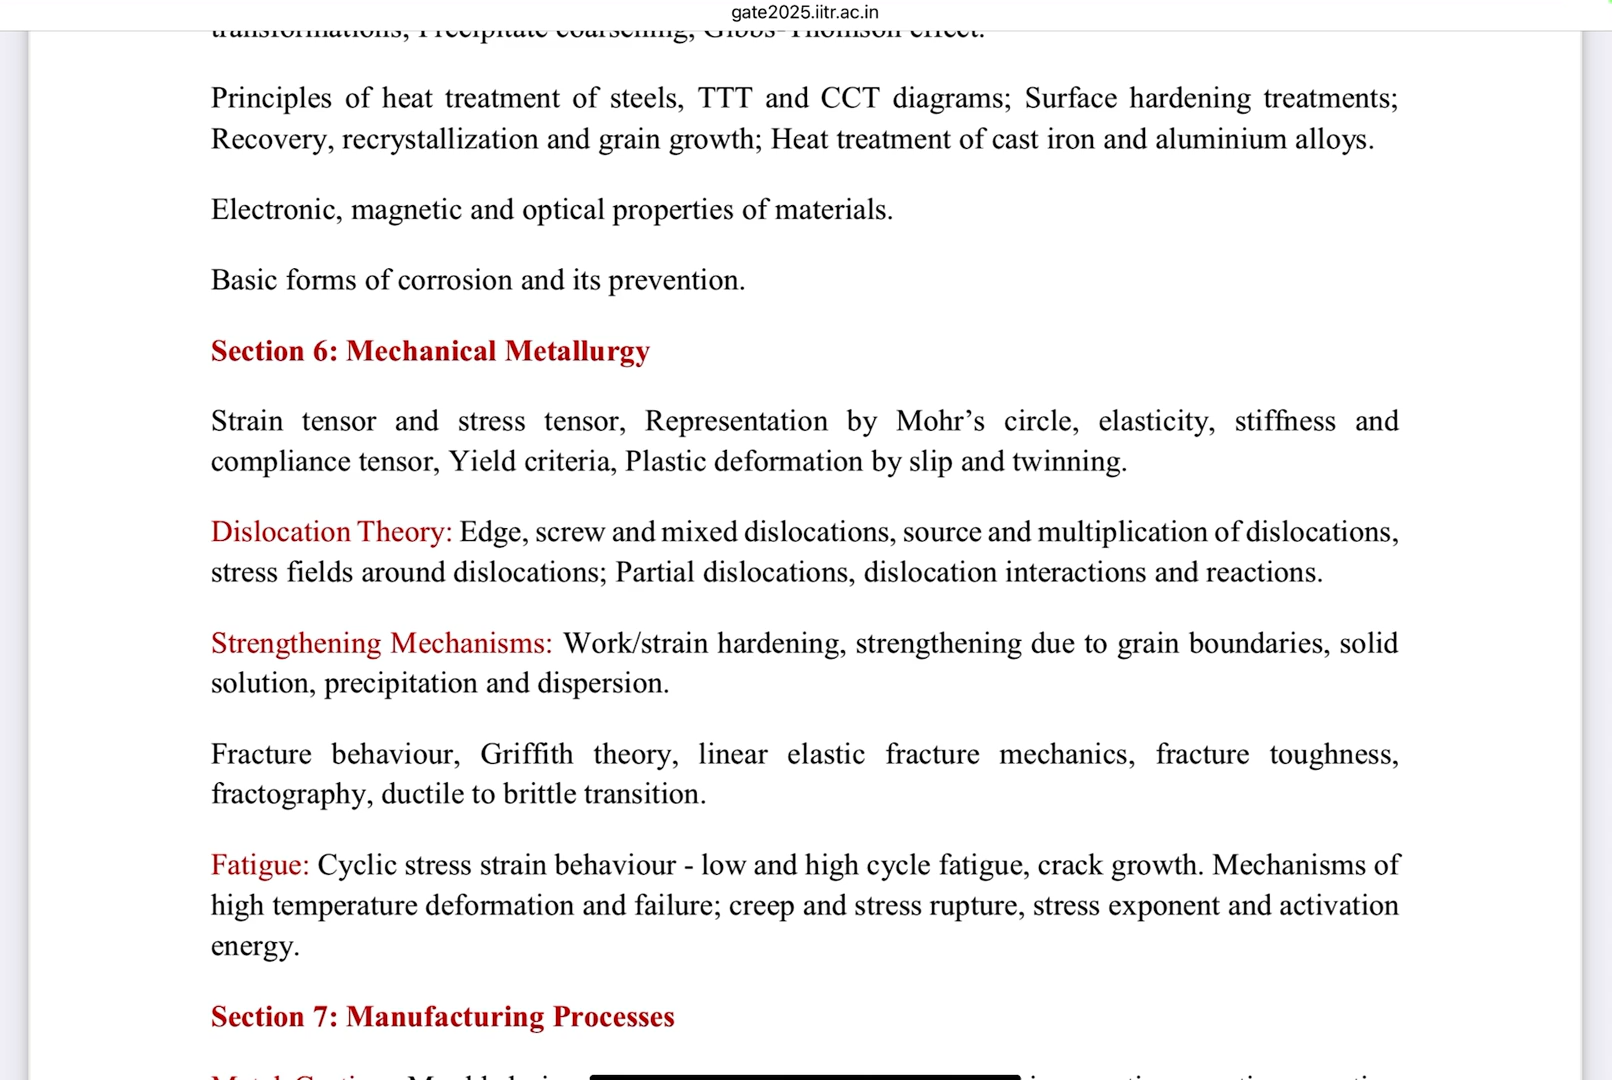 gate2025.iitr.ac.in
transformations, Precipitate coarsening, Gibbs-Thomson effect.
Principles of heat treatment of steels, TTT and CCT diagrams; Surface hardening treatments;
Recovery, recrystallization and grain growth; Heat treatment of cast iron and aluminium alloys.
Electronic, magnetic and optical properties of materials.
Basic forms of corrosion and its prevention.
Section 6: Mechanical Metallurgy
Strain tensor and stress tensor, Representation by Mohr’s circle, elasticity, stiffness and
compliance tensor, Yield criteria, Plastic deformation by slip and twinning.
Dislocation Theory: Edge, screw and mixed dislocations, source and multiplication of dislocations,
stress fields around dislocations; Partial dislocations, dislocation interactions and reactions.
Strengthening Mechanisms: Work/strain hardening, strengthening due to grain boundaries, solid
solution, precipitation and dispersion.
Fracture behaviour, Griffith theory, linear elastic fracture mechanics, fracture toughness,
fractography, ductile to brittle transition.
Fatigue: Cyclic stress strain behaviour - low and high cycle fatigue, crack growth. Mechanisms of
high temperature deformation and failure; creep and stress rupture, stress exponent and activation
energy.
Section 7: Manufacturing Processes